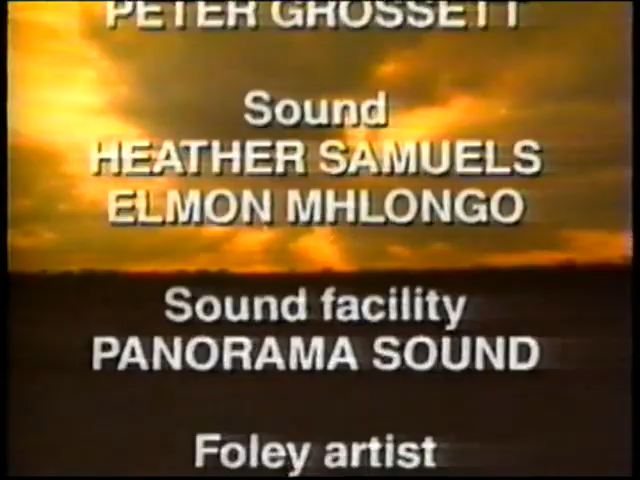 PETER GROSSETT
Sound
HEATHER SAMUELS
ELMON MHLONGO
Sound facility
PANORAMA SOUND
Foley artist